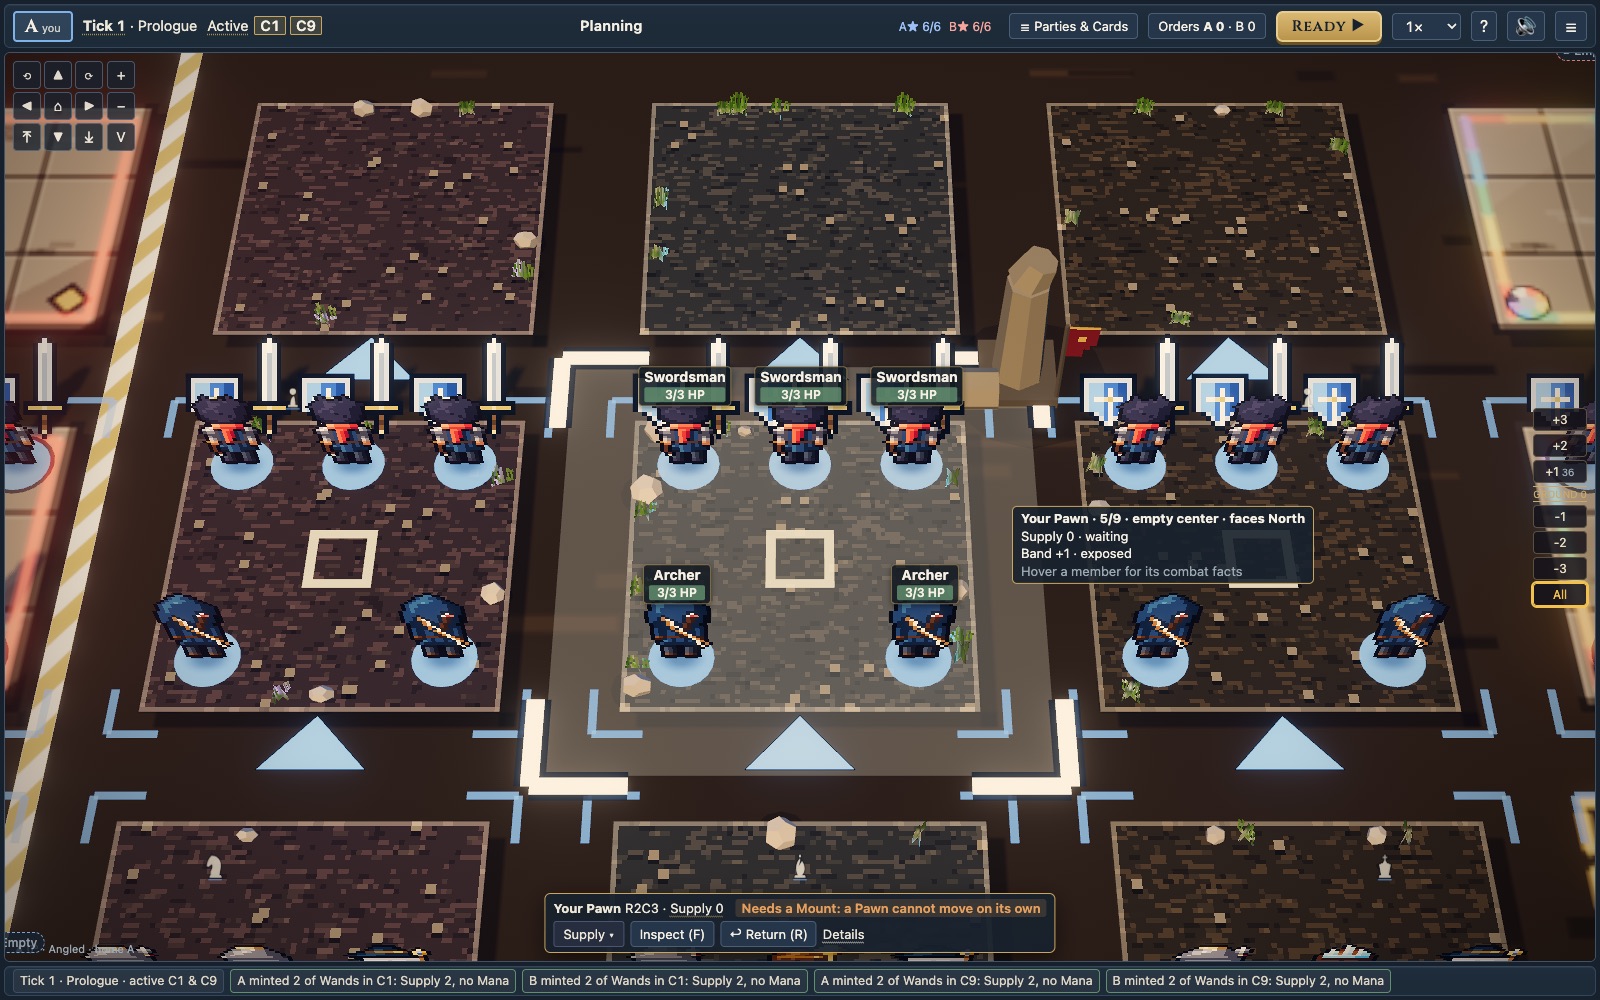 A you
Tick 1 · Prologue Active C1 C9
Planning
A★ 6/6 B★ 6/6
≡ Parties & Cards
Orders A 0 · B 0
READY ▶
1×
?
≡
V
Swordsman
3/3 HP
Swordsman
3/3 HP
Swordsman
3/3 HP
Archer
3/3 HP
Archer
3/3 HP
Your Pawn · 5/9 · empty center · faces North
Supply 0 · waiting
Band +1 · exposed
Hover a member for its combat facts
+3
+2
+1 36
-1
-2
-3
All
Your Pawn R2C3 · Supply 0 Needs a Mount: a Pawn cannot move on its own
Supply ▾ Inspect (F) ↩ Return (R) Details
Empty
Angled
Tick 1 · Prologue · active C1 & C9
A minted 2 of Wands in C1: Supply 2, no Mana
B minted 2 of Wands in C1: Supply 2, no Mana
A minted 2 of Wands in C9: Supply 2, no Mana
B minted 2 of Wands in C9: Supply 2, no Mana